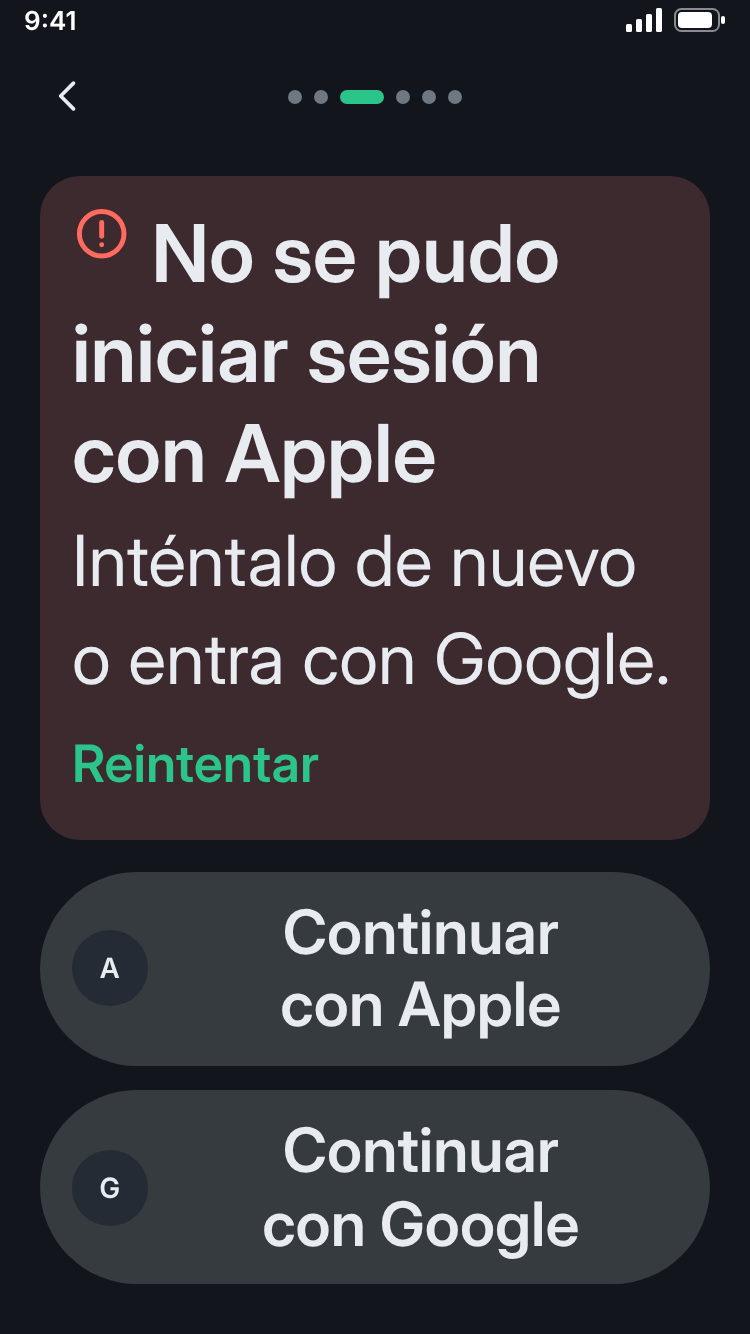 9:41
No se pudo
iniciar sesión
con Apple
Inténtalo de nuevo
o entra con Google.
Reintentar
A
Continuar
con Apple
G
Continuar
con Google